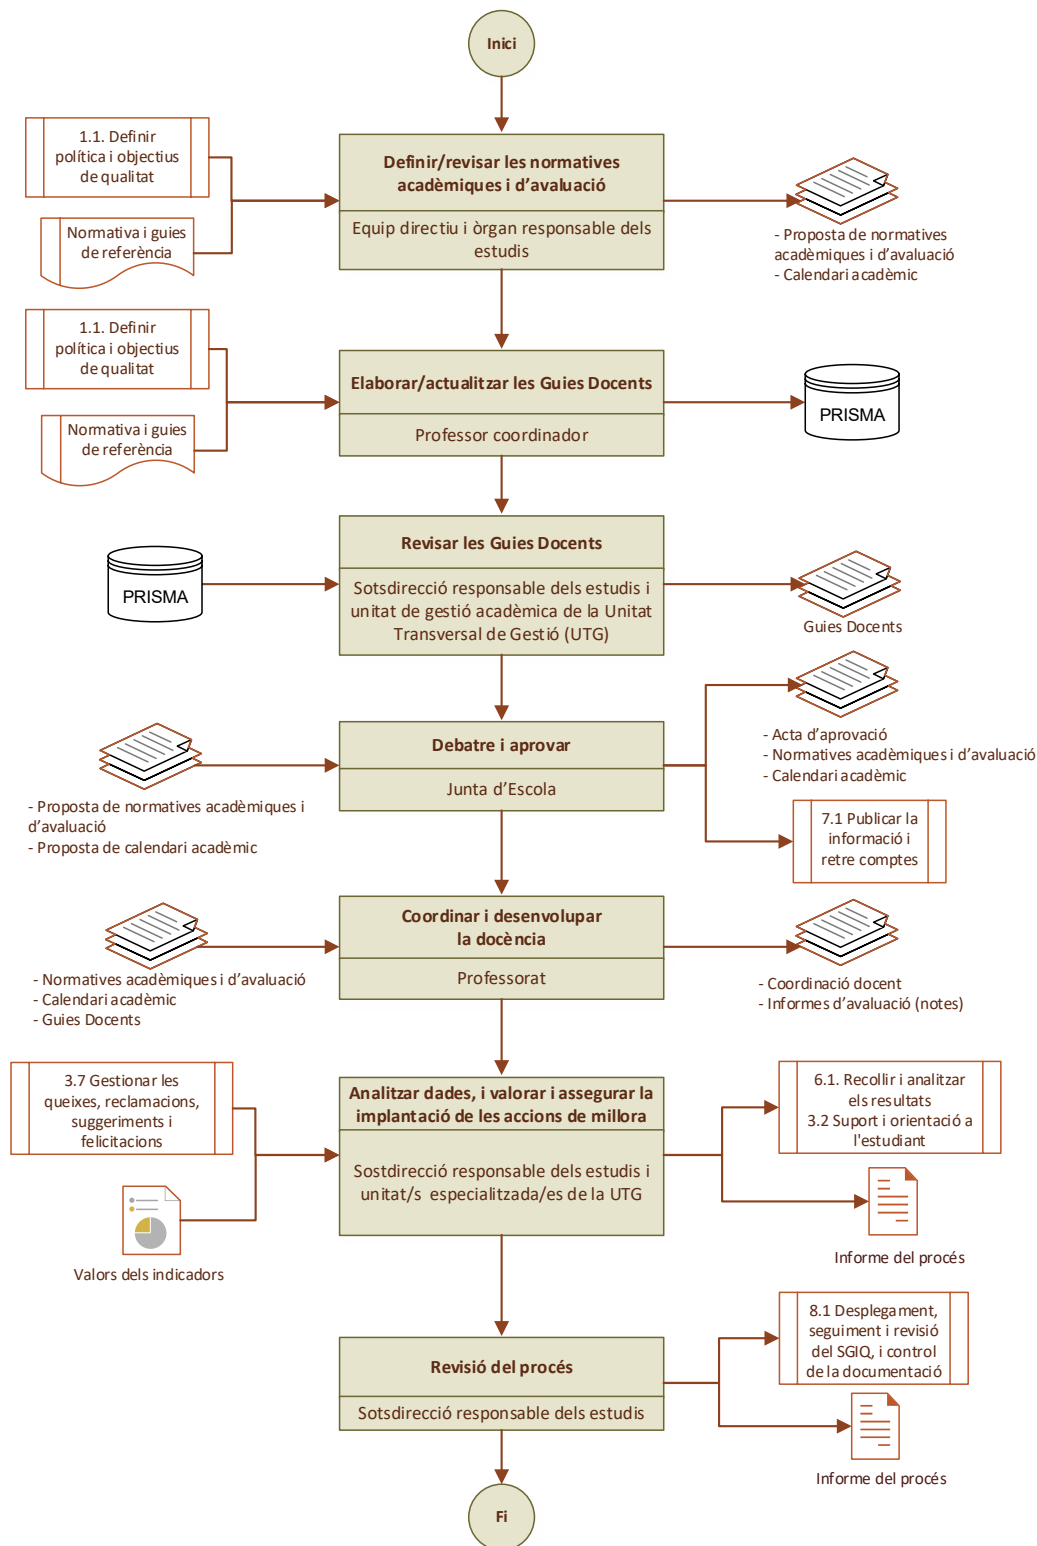 Inici
1.1. Definir
política i objectius
de qualitat
Normativa i guies
de referència
Definir/revisar les normatives
acadèmiques i d'avaluació
Equip directiu i òrgan responsable dels
estudis
- Proposta de normatives
acadèmiques i d'avaluació
- Calendari acadèmic
1.1. Definir
política i objectius
de qualitat
Normativa i guies
de referència
Elaborar/actualitzar les Guies Docents
Professor coordinador
PRISMA
PRISMA
Revisar les Guies Docents
Sotsdirecció responsable dels estudis i
unitat de gestió acadèmica de la Unitat
Transversal de Gestió (UTG)
Guies Docents
- Proposta de normatives acadèmiques i
d'avaluació
- Proposta de calendari acadèmic
Debatre i aprovar
Junta d'Escola
- Acta d'aprovació
- Normatives acadèmiques i d'avaluació
- Calendari acadèmic
7.1 Publicar la
informació i
retre comptes
- Normatives acadèmiques i d'avaluació
- Calendari acadèmic
- Guies Docents
Coordinar i desenvolupar
la docència
Professorat
- Coordinació docent
- Informes d'avaluació (notes)
3.7 Gestionar les
queixes, reclamacions,
suggeriments i
felicitacions
Valors dels indicadors
Analitzar dades, i valorar i assegurar la
implantació de les accions de millora
Sostdirecció responsable dels estudis i
unitat/s especialitzada/es de la UTG
6.1. Recollir i analitzar
els resultats
3.2 Suport i orientació a
l'estudiant
Informe del procés
Revisió del procés
Sotsdirecció responsable dels estudis
8.1 Desplegament,
seguiment i revisió
del SGIQ, i control
de la documentació
Informe del procés
Fi